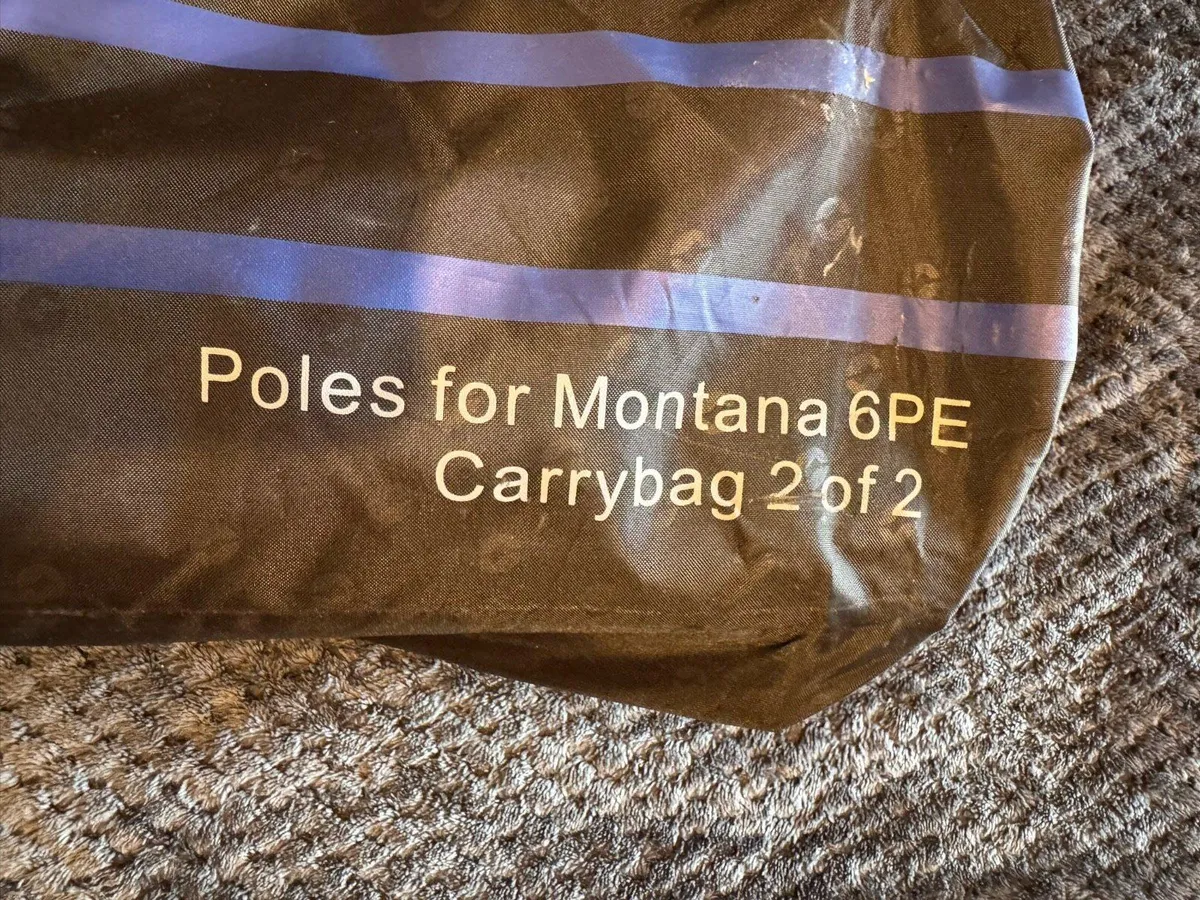 Poles for Montana 6PE
Carrybag 2 of 2